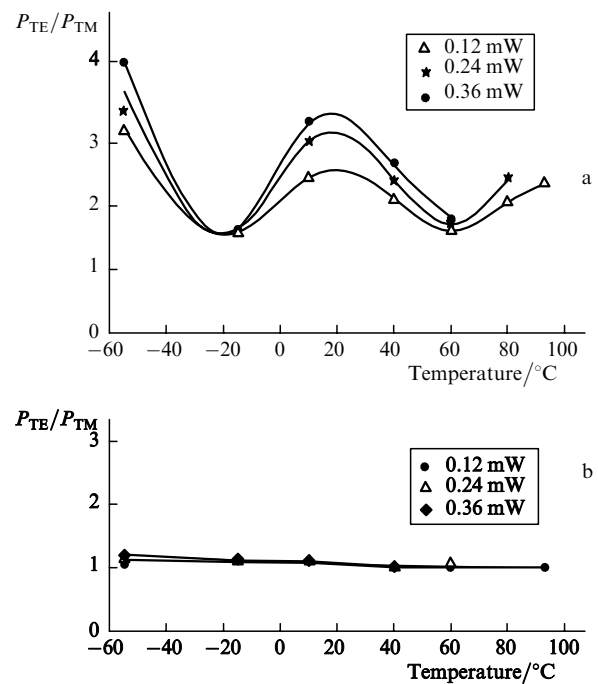 P_TE/P_TM
4
3
2
1
0
△ 0.12 mW
★ 0.24 mW
● 0.36 mW
a
−60 −40 −20 0 20 40 60 80 100
Temperature/°C
P_TE/P_TM
3
2
1
0
● 0.12 mW
△ 0.24 mW
◆ 0.36 mW
b
−60 −40 −20 0 20 40 60 80 100
Temperature/°C